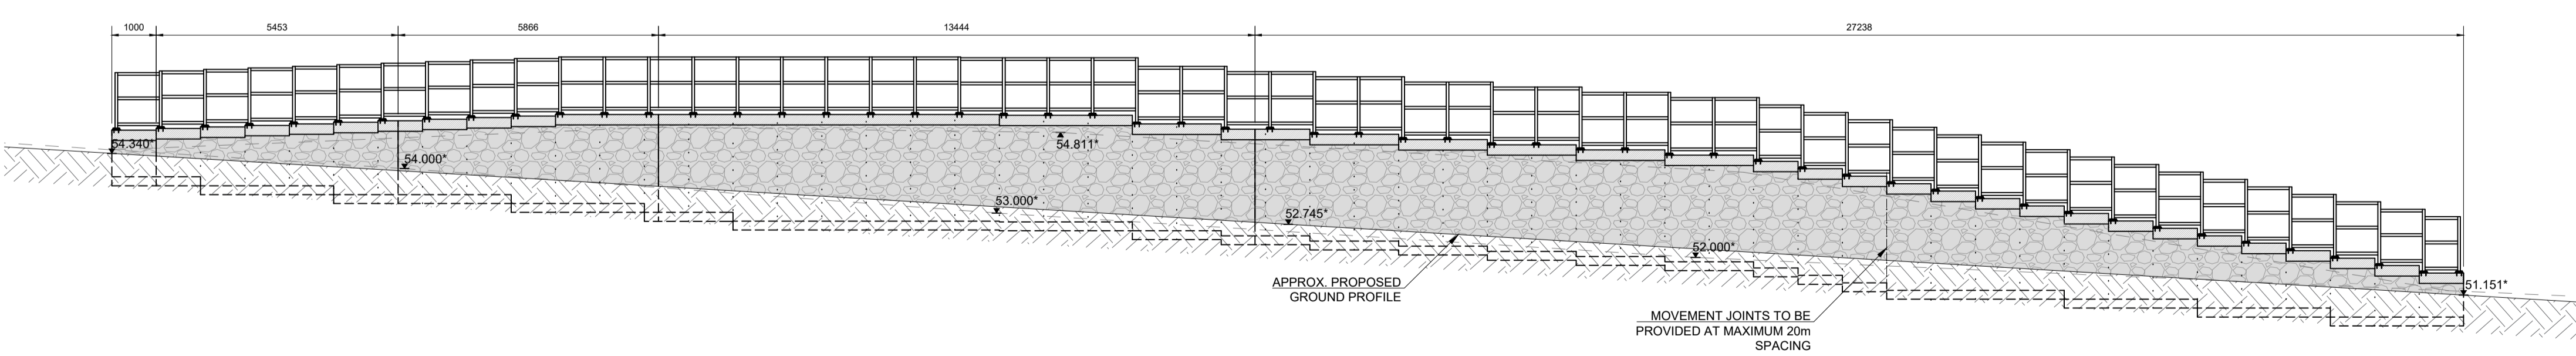 1000
5453
5866
13444
27238
54.340*
54.000*
54.811*
53.000*
52.745*
52.000*
51.151*
APPROX. PROPOSED
GROUND PROFILE
MOVEMENT JOINTS TO BE
PROVIDED AT MAXIMUM 20m
SPACING